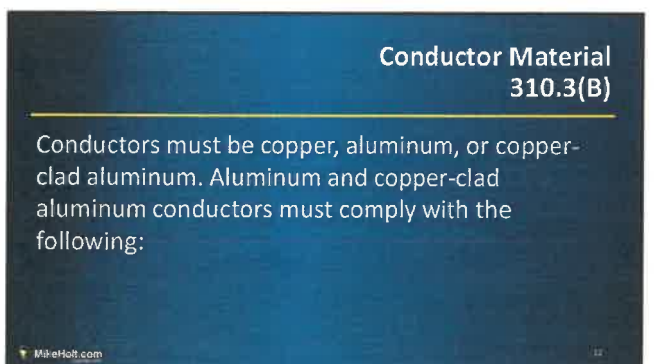 Conductor Material
310.3(B)
Conductors must be copper, aluminum, or copper-
clad aluminum. Aluminum and copper-clad
aluminum conductors must comply with the
following:
MikeHolt.com